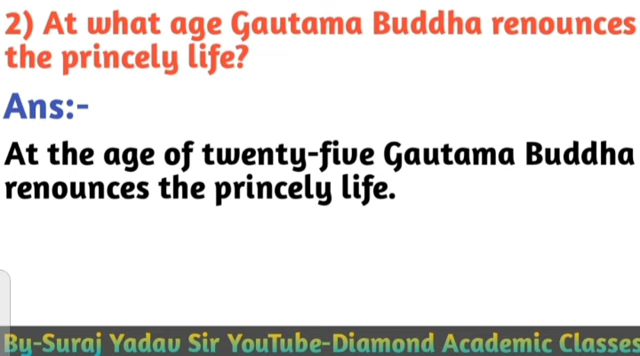 2) At what age Gautama Buddha renounces
the princely life?
Ans:-
At the age of twenty-five Gautama Buddha
renounces the princely life.
By-Suraj Yadav Sir YouTube-Diamond Academic Classes